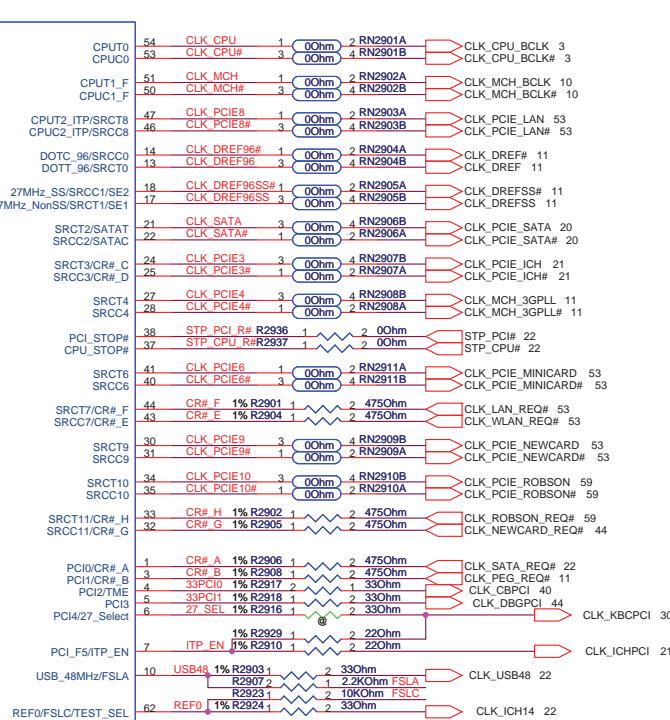 CPUT0 54 CLK_CPU 1 0Ohm 2 RN2901A CLK_CPU_BCLK 3
CPUC0 53 CLK_CPU# 3 0Ohm 4 RN2901B CLK_CPU_BCLK# 3
CPUT1_F 51 CLK_MCH 1 0Ohm 2 RN2902A CLK_MCH_BCLK 10
CPUC1_F 50 CLK_MCH# 3 0Ohm 4 RN2902B CLK_MCH_BCLK# 10
CPUT2_ITP/SRCT8 47 CLK_PCIE8 1 0Ohm 2 RN2903A CLK_PCIE_LAN 53
CPUC2_ITP/SRCC8 46 CLK_PCIE8# 3 0Ohm 4 RN2903B CLK_PCIE_LAN# 53
DOTC_96/SRCC0 14 CLK_DREF96# 1 0Ohm 2 RN2904A CLK_DREF# 11
DOTT_96/SRCT0 13 CLK_DREF96 3 0Ohm 4 RN2904B CLK_DREF 11
27MHz_SS/SRCC1/SE2 18 CLK_DREF96SS# 1 0Ohm 2 RN2905A CLK_DREFSS# 11
7MHz_NonSS/SRCT1/SE1 17 CLK_DREF96SS 3 0Ohm 4 RN2905B CLK_DREFSS 11
SRCT2/SATAT 21 CLK_SATA 3 0Ohm 4 RN2906B CLK_PCIE_SATA 20
SRCC2/SATAC 22 CLK_SATA# 1 0Ohm 2 RN2906A CLK_PCIE_SATA# 20
SRCT3/CR#_C 24 CLK_PCIE3 3 0Ohm 4 RN2907B CLK_PCIE_ICH 21
SRCC3/CR#_D 25 CLK_PCIE3# 1 0Ohm 2 RN2907A CLK_PCIE_ICH# 21
SRCT4 27 CLK_PCIE4 3 0Ohm 4 RN2908B CLK_MCH_3GPLL 11
SRCC4 28 CLK_PCIE4# 1 0Ohm 2 RN2908A CLK_MCH_3GPLL# 11
PCI_STOP# 38 STP_PCI_R# R2936 1 2 0Ohm STP_PCI# 22
CPU_STOP# 37 STP_CPU_R# R2937 1 2 0Ohm STP_CPU# 22
SRCT6 41 CLK_PCIE6 1 0Ohm 2 RN2911A CLK_PCIE_MINICARD 53
SRCC6 40 CLK_PCIE6# 3 0Ohm 4 RN2911B CLK_PCIE_MINICARD# 53
SRCT7/CR#_F 44 CR#_F 1% R2901 1 2 475Ohm CLK_LAN_REQ# 53
SRCC7/CR#_E 43 CR#_E 1% R2904 1 2 475Ohm CLK_WLAN_REQ# 53
SRCT9 30 CLK_PCIE9 3 0Ohm 4 RN2909B CLK_PCIE_NEWCARD 53
SRCC9 31 CLK_PCIE9# 1 0Ohm 2 RN2909A CLK_PCIE_NEWCARD# 53
SRCT10 34 CLK_PCIE10 3 0Ohm 4 RN2910B CLK_PCIE_ROBSON 59
SRCC10 35 CLK_PCIE10# 1 0Ohm 2 RN2910A CLK_PCIE_ROBSON# 59
SRCT11/CR#_H 33 CR#_H 1% R2902 1 2 475Ohm CLK_ROBSON_REQ# 59
SRCC11/CR#_G 32 CR#_G 1% R2905 1 2 475Ohm CLK_NEWCARD_REQ# 44
PCI0/CR#_A 1 CR#_A 1% R2906 1 2 475Ohm CLK_SATA_REQ# 22
PCI1/CR#_B 3 CR#_B 1% R2908 1 2 475Ohm CLK_PEG_REQ# 11
PCI2/TME 4 33PCI0 1% R2917 2 1 33Ohm CLK_CBPCI 40
PCI3 5 33PCI1 1% R2918 1 2 33Ohm CLK_DBGPCI 44
PCI4/27_Select 6 27_SEL 1% R2916 1 2 33Ohm CLK_KBCPCI 30
@
1% R2929 1 2 22Ohm
PCI_F5/ITP_EN 7 ITP_EN 1% R2910 1 2 22Ohm CLK_ICHPCI 21
USB_48MHz/FSLA 10 USB48 1% R2903 1 2 33Ohm CLK_USB48 22
R2907 2 1 2.2KOhm FSLA
R2923 1 2 10KOhm FSLC
REF0/FSLC/TEST_SEL 62 REF0 1% R2924 1 2 33Ohm CLK_ICH14 22